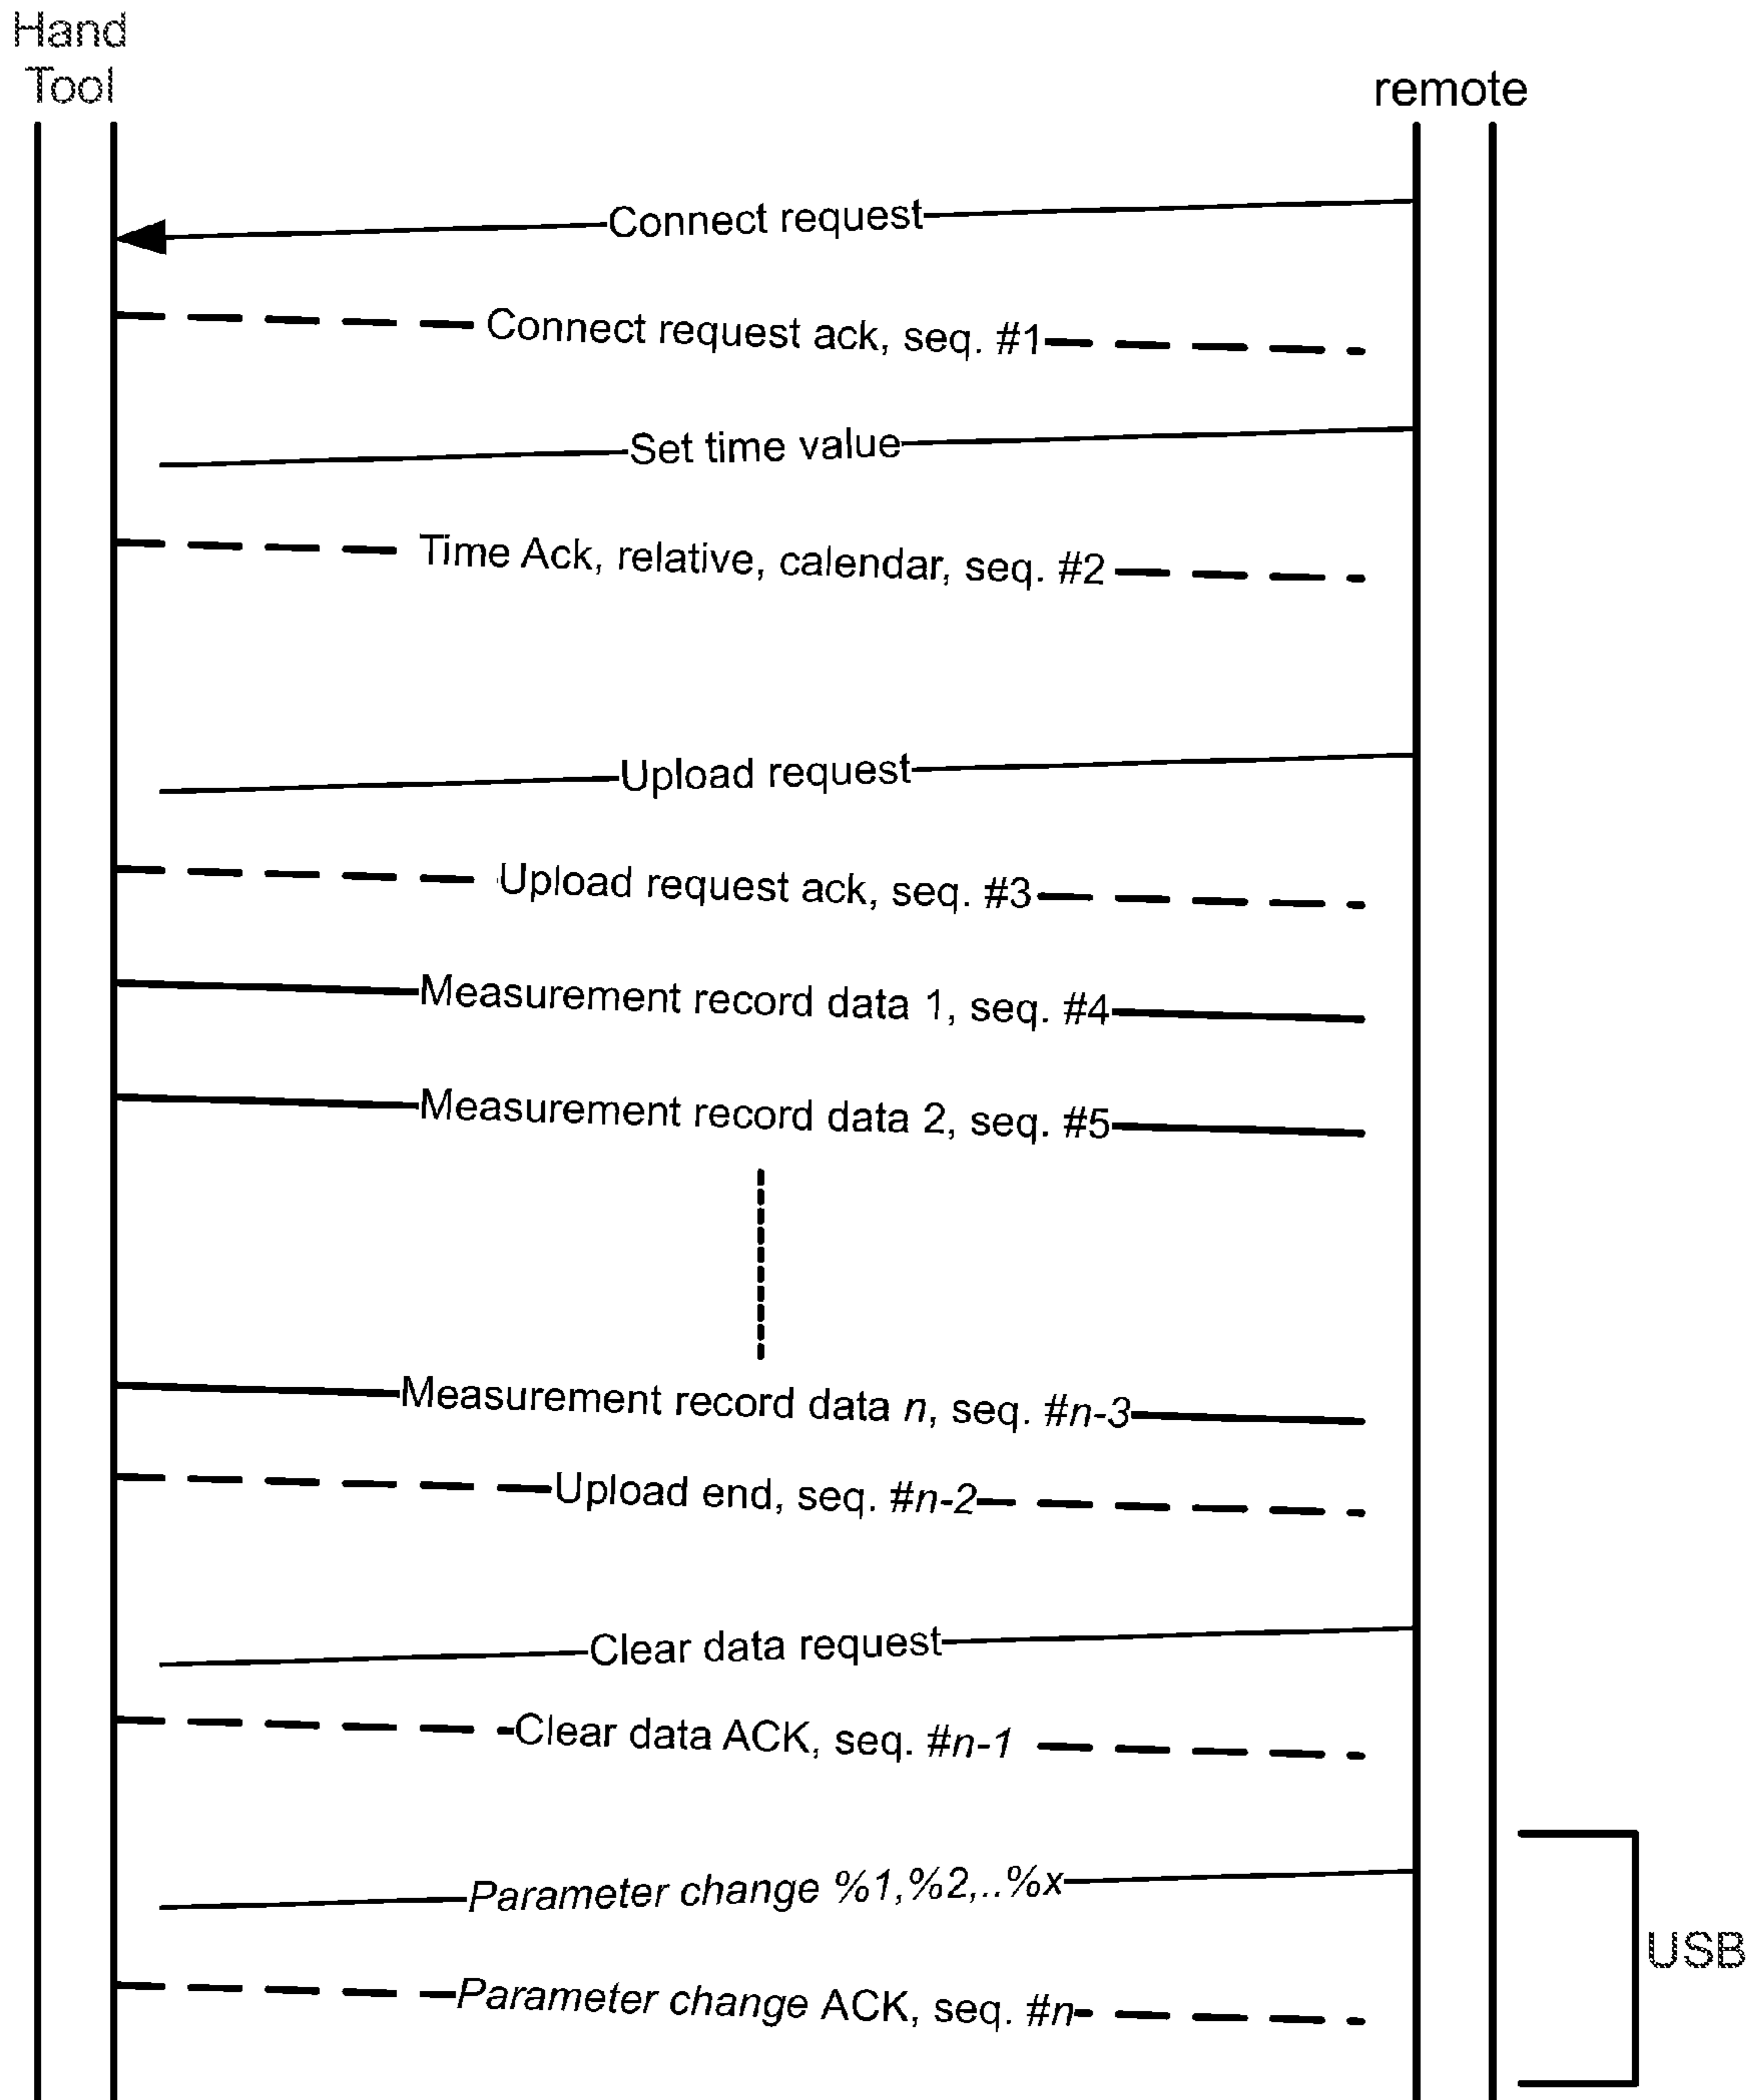 Hand
Tool
remote
Connect request
Connect request ack, seq. #1
Set time value
Time Ack, relative, calendar, seq. #2
Upload request
Upload request ack, seq. #3
Measurement record data 1, seq. #4
Measurement record data 2, seq. #5
Measurement record data n, seq. #n-3
Upload end, seq. #n-2
Clear data request
Clear data ACK, seq. #n-1
Parameter change %1,%2,..%x
USB
Parameter change ACK, seq. #n